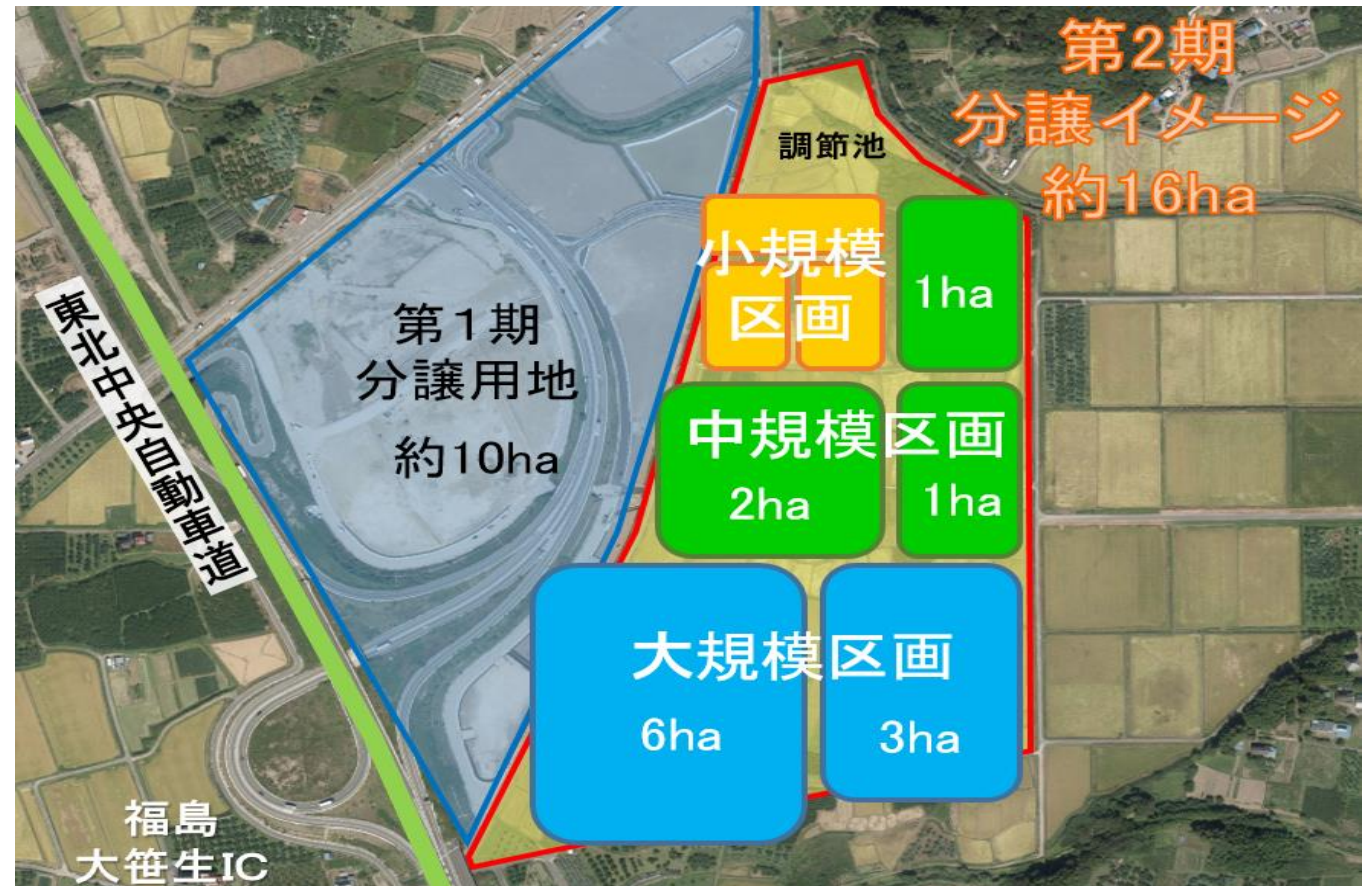 第2期
分譲イメージ
約16ha
調節池
小規模
区画
1ha
第1期
分譲用地
約10ha
東北中央自動車道
中規模区画
2ha
1ha
大規模区画
6ha
3ha
福島
大笹生IC